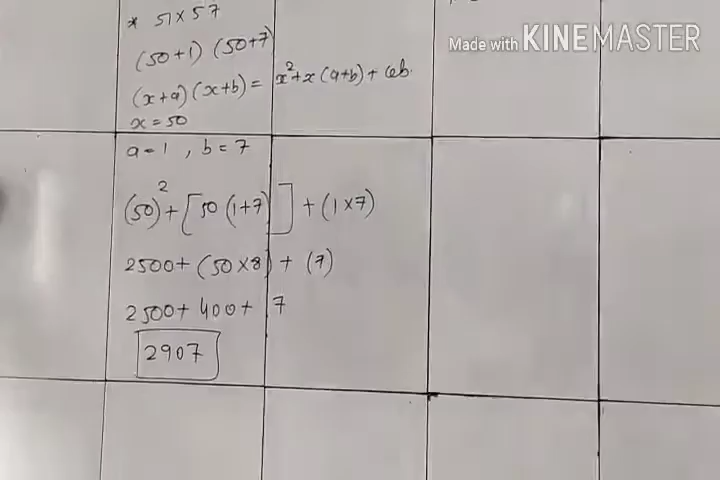 * 51 × 57
Made with KINEMASTER
(50+1) (50+7)
(x+a) (x+b) = x²+x(a+b)+ab.
x = 50
a = 1 , b = 7
(50)² + [50 (1+7)] + (1×7)
2500 + (50×8) + (7)
2500 + 400 + 7
2907